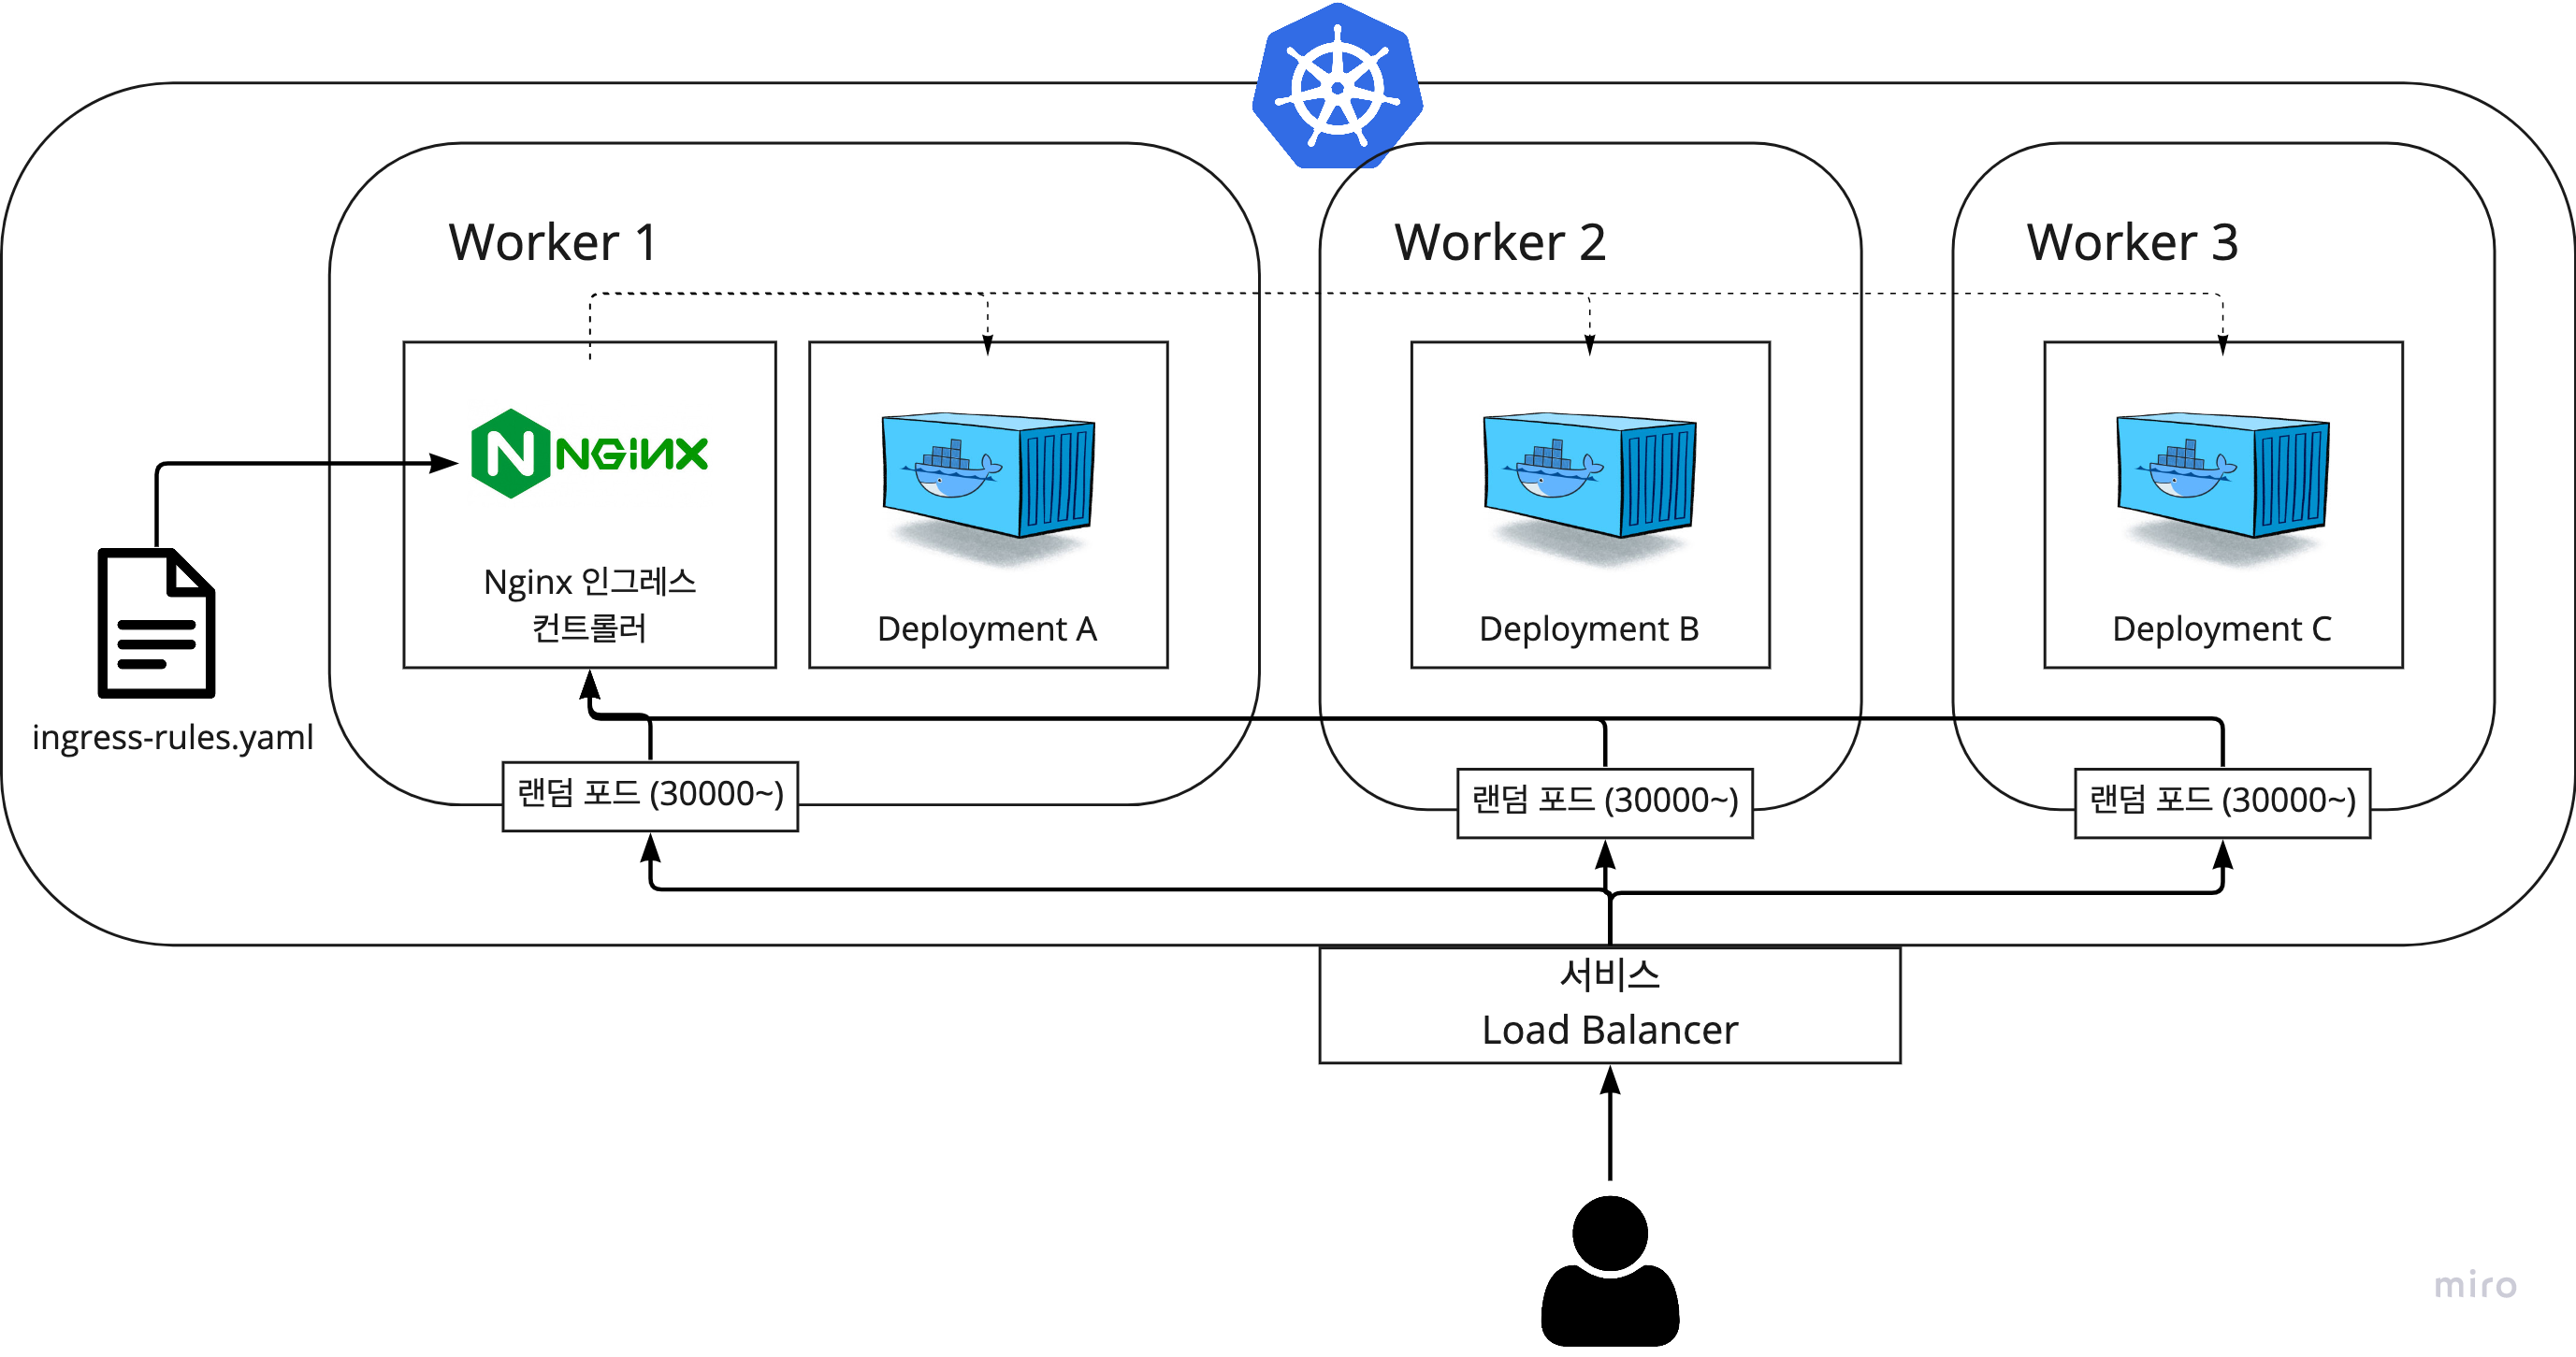 Worker 1
Worker 2
Worker 3
N NGiNX
Nginx 인그레스
컨트롤러
Deployment A
Deployment B
Deployment C
ingress-rules.yaml
랜덤 포드 (30000~)
랜덤 포드 (30000~)
랜덤 포드 (30000~)
서비스
Load Balancer
miro